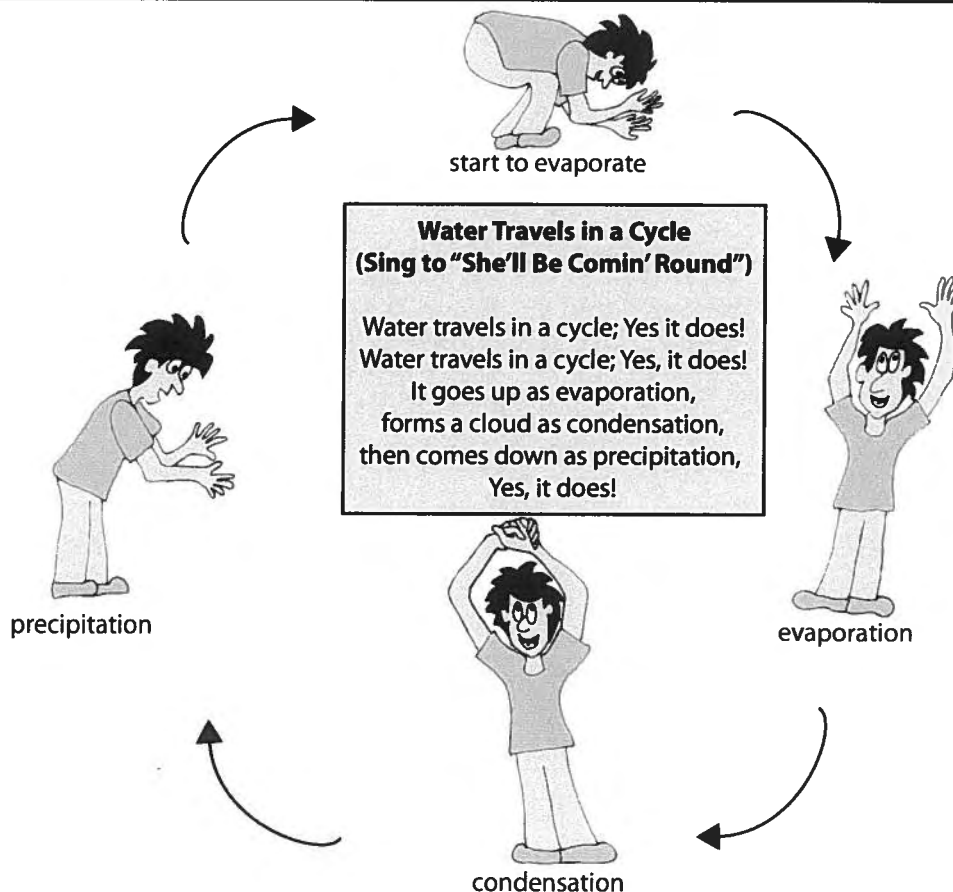 start to evaporate
Water Travels in a Cycle
(Sing to "She'll Be Comin' Round")
Water travels in a cycle; Yes it does!
Water travels in a cycle; Yes, it does!
It goes up as evaporation,
forms a cloud as condensation,
then comes down as precipitation,
Yes, it does!
precipitation
evaporation
condensation